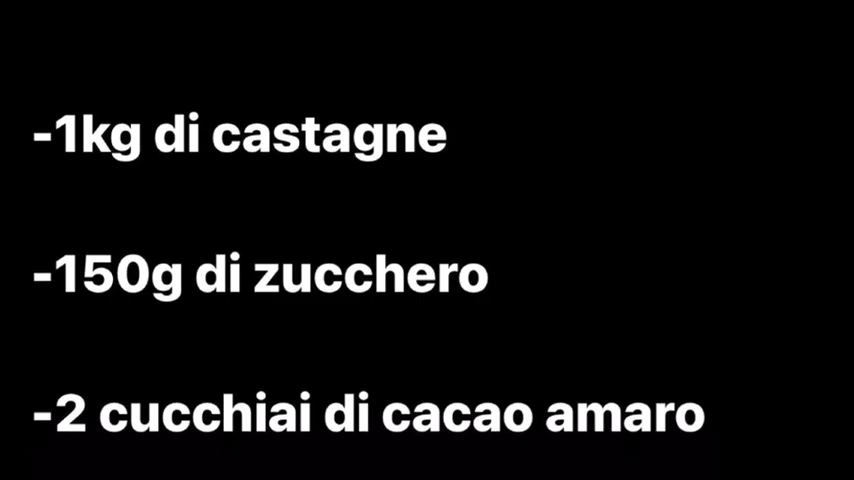 -1kg di castagne
-150g di zucchero
-2 cucchiai di cacao amaro